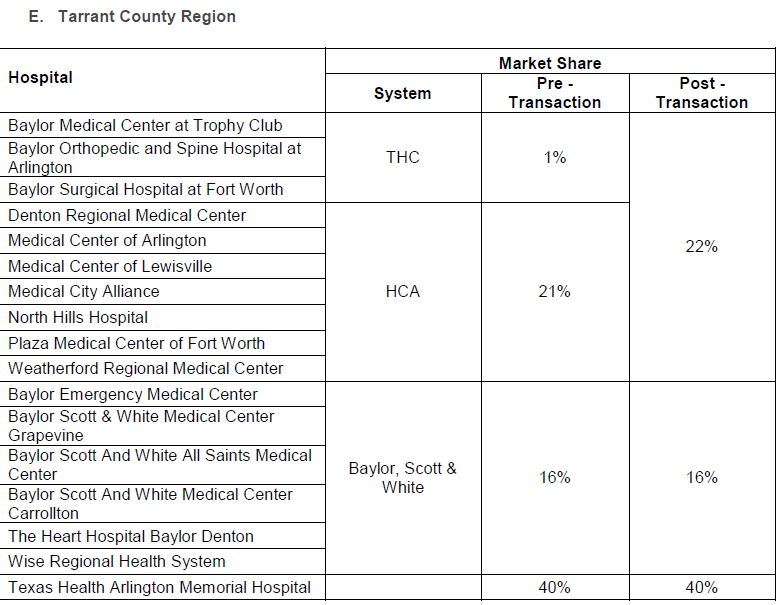 E. Tarrant County Region
Hospital
Market Share
System
Pre -
Transaction
Post -
Transaction
Baylor Medical Center at Trophy Club
Baylor Orthopedic and Spine Hospital at
Arlington
Baylor Surgical Hospital at Fort Worth
THC
1%
22%
Denton Regional Medical Center
Medical Center of Arlington
Medical Center of Lewisville
Medical City Alliance
North Hills Hospital
Plaza Medical Center of Fort Worth
Weatherford Regional Medical Center
HCA
21%
Baylor Emergency Medical Center
Baylor Scott & White Medical Center
Grapevine
Baylor Scott And White All Saints Medical
Center
Baylor Scott And White Medical Center
Carrollton
The Heart Hospital Baylor Denton
Wise Regional Health System
Baylor, Scott &
White
16%
16%
Texas Health Arlington Memorial Hospital
40%
40%